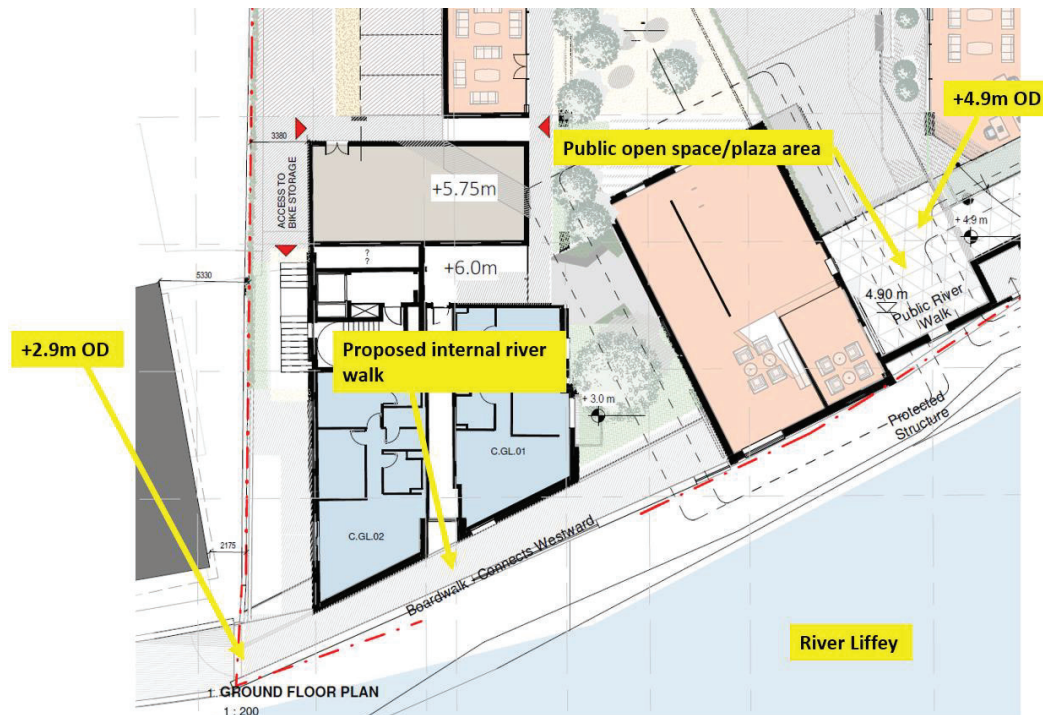 +4.9m OD
Public open space/plaza area
3380
ACCESS TO
BIKE STORAGE
+5.75m
+ 4.9 m
?
?
+6.0m
5330
4.90 m
Public River
Walk
+2.9m OD
Proposed internal river
walk
+ 3.0 m
Protected
Structure
C.GL.01
C.GL.02
2175
Boardwalk - Connects Westward
River Liffey
1. GROUND FLOOR PLAN
1 : 200